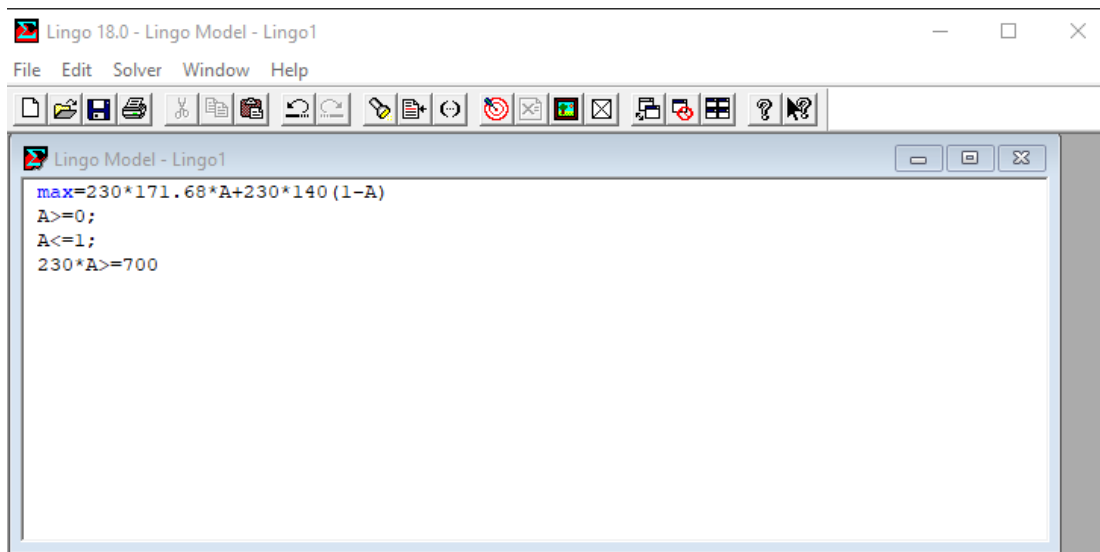 Lingo 18.0 - Lingo Model - Lingo1
File Edit Solver Window Help
Lingo Model - Lingo1
max=230*171.68*A+230*140(1-A)
A>=0;
A<=1;
230*A>=700